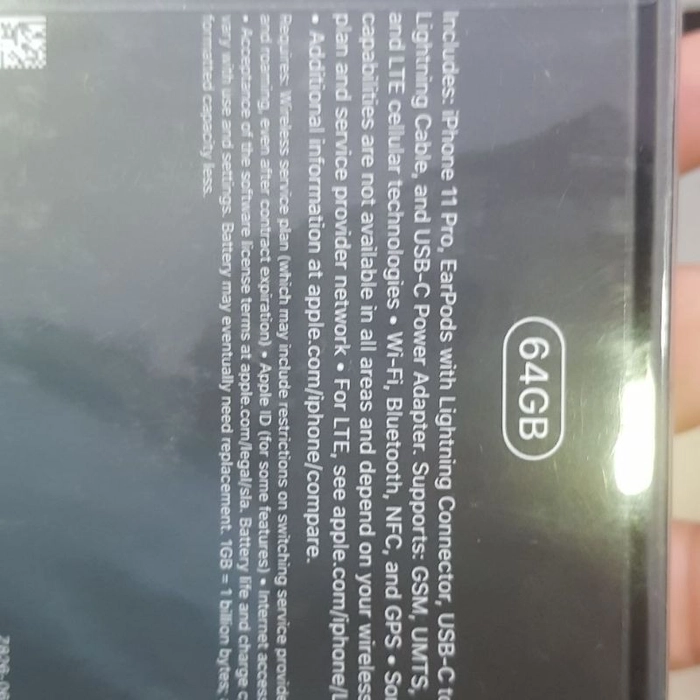 64GB
Includes: iPhone 11 Pro, EarPods with Lightning Connector, USB-C
Lightning Cable, and USB-C Power Adapter. Supports: GSM, UMTS,
and LTE cellular technologies • Wi-Fi, Bluetooth, NFC, and GPS • So
capabilities are not available in all areas and depend on your wireless
plan and service provider network • For LTE, see apple.com/iphone/
• Additional information at apple.com/iphone/compare.
Requires: Wireless service plan (which may include restrictions on switching service provid
and roaming, even after contract expiration) • Apple ID (for some features) • Internet access
• Acceptance of the software license terms at apple.com/legal/sla. Battery life and charge c
vary with use and settings. Battery may eventually need replacement. 1GB = 1 billion bytes;
formatted capacity less.